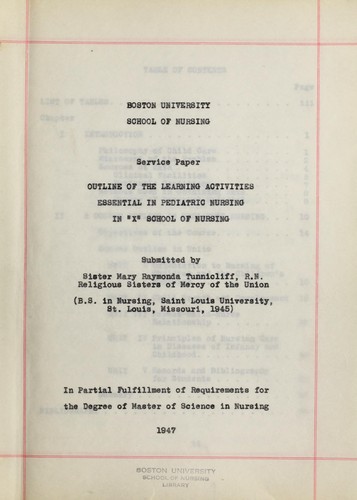 BOSTON UNIVERSITY
SCHOOL OF NURSING
Service Paper
OUTLINE OF THE LEARNING ACTIVITIES
ESSENTIAL IN PEDIATRIC NURSING
IN "X" SCHOOL OF NURSING
Submitted by
Sister Mary Raymonda Tunnicliff, R.N.
Religious Sisters of Mercy of the Union
(B.S. in Nursing, Saint Louis University,
St. Louis, Missouri, 1945)
In Partial Fulfillment of Requirements for
the Degree of Master of Science in Nursing
1947
BOSTON UNIVERSITY
SCHOOL OF NURSING
LIBRARY